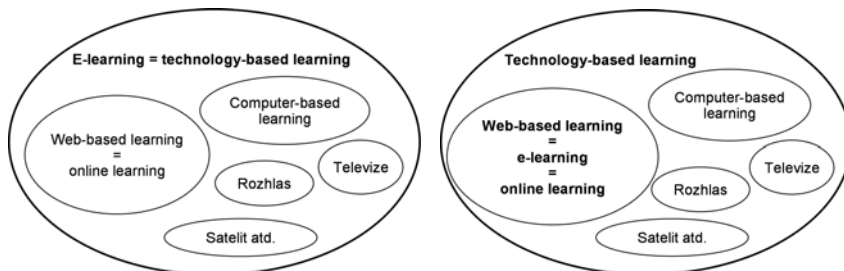 E-learning = technology-based learning
Computer-based
learning
Web-based learning
=
online learning
Televize
Rozhlas
Satelit atd.
Technology-based learning
Computer-based
learning
Web-based learning
=
e-learning
=
online learning
Televize
Rozhlas
Satelit atd.